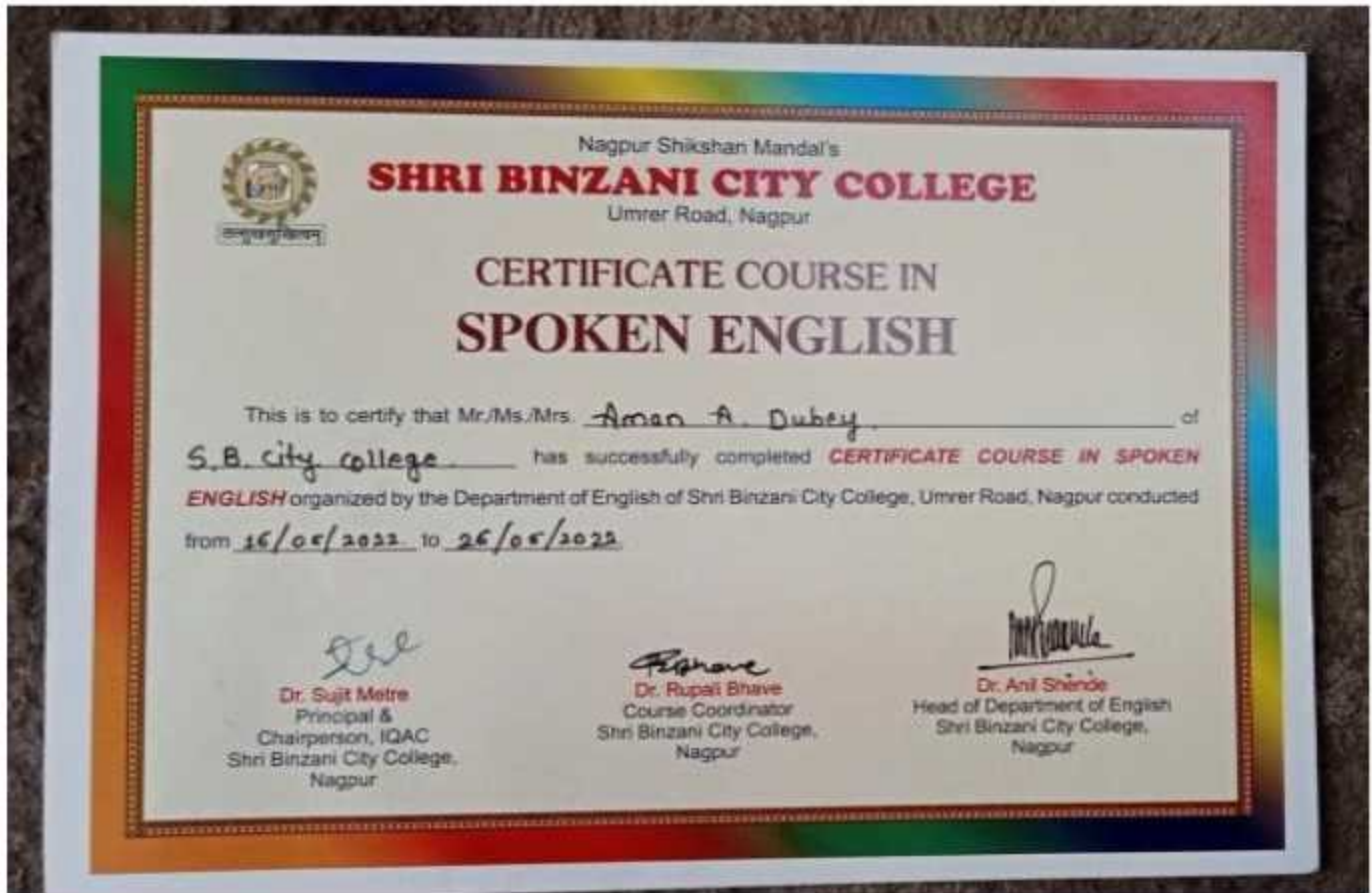 Nagpur Shikshan Mandal's
SHRI BINZANI CITY COLLEGE
Umrer Road, Nagpur
CERTIFICATE COURSE IN
SPOKEN ENGLISH
This is to certify that Mr./Ms./Mrs. Aman A. Dubey of
S.B. city college has successfully completed CERTIFICATE COURSE IN SPOKEN
ENGLISH organized by the Department of English of Shri Binzani City College, Umrer Road, Nagpur conducted
from 16/05/2022 to 26/05/2022
Dr. Sujit Metre
Principal &
Chairperson, IQAC
Shri Binzani City College,
Nagpur
Dr. Rupali Bhave
Course Coordinator
Shri Binzani City College,
Nagpur
Dr. Anil Shende
Head of Department of English
Shri Binzani City College,
Nagpur